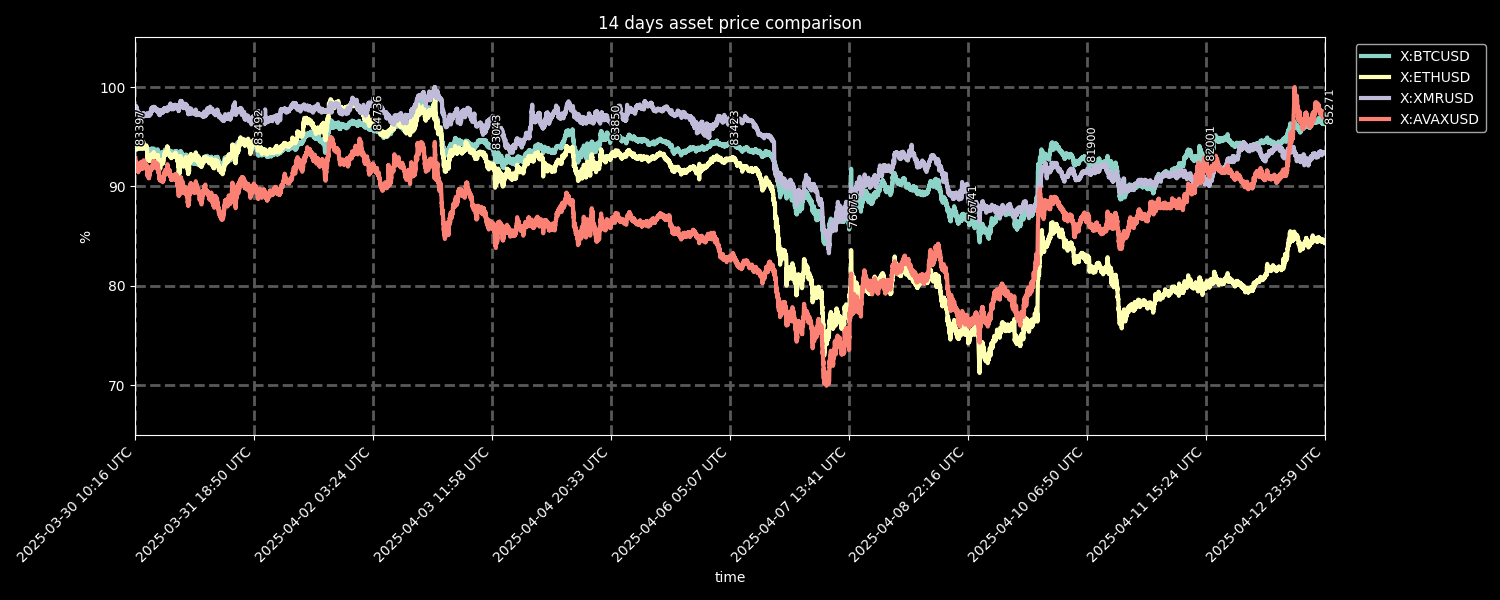 14 days asset price comparison
X:BTCUSD
X:ETHUSD
X:XMRUSD
X:AVAXUSD
%
100
90
80
70
83397
83492
84736
83043
83850
83423
76075
76741
81900
82001
85271
2025-03-30 10:16 UTC
2025-03-31 18:50 UTC
2025-04-02 03:24 UTC
2025-04-03 11:58 UTC
2025-04-04 20:33 UTC
2025-04-06 05:07 UTC
2025-04-07 13:41 UTC
2025-04-08 22:16 UTC
2025-04-10 06:50 UTC
2025-04-11 15:24 UTC
2025-04-12 23:59 UTC
time